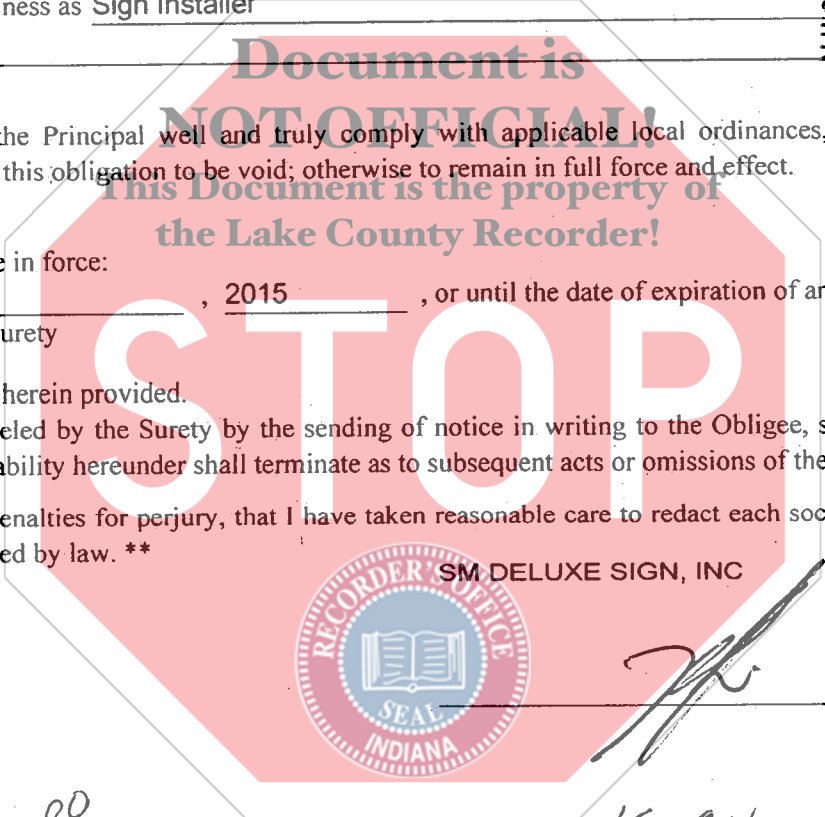 ness as Sign Installer
Document is
NOT OFFICIAL!
the Principal well and truly comply with applicable local ordinances,
this obligation to be void; otherwise to remain in full force and effect.
This Document is the property of
the Lake County Recorder!
e in force:
, 2015 , or until the date of expiration of an
urety
STOP
herein provided.
eled by the Surety by the sending of notice in writing to the Obligee, s
ability hereunder shall terminate as to subsequent acts or omissions of the
enalties for perjury, that I have taken reasonable care to redact each soc
ed by law. **
SM DELUXE SIGN, INC
RECORDER'S OFFICE
SEAL
INDIANA
00